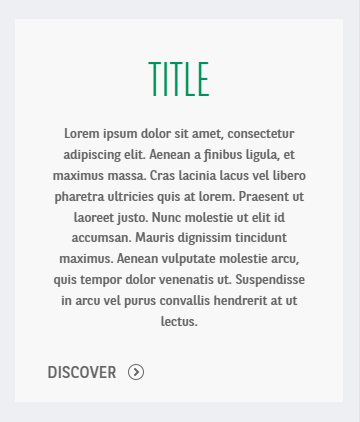 TITLE
Lorem ipsum dolor sit amet, consectetur
adipiscing elit. Aenean a finibus ligula, et
maximus massa. Cras lacinia lacus vel libero
pharetra ultricies quis at lorem. Praesent ut
laoreet justo. Nunc molestie ut elit id
accumsan. Mauris dignissim tincidunt
maximus. Aenean vulputate molestie arcu,
quis tempor dolor venenatis ut. Suspendisse
in arcu vel purus convallis hendrerit at ut
lectus.
DISCOVER